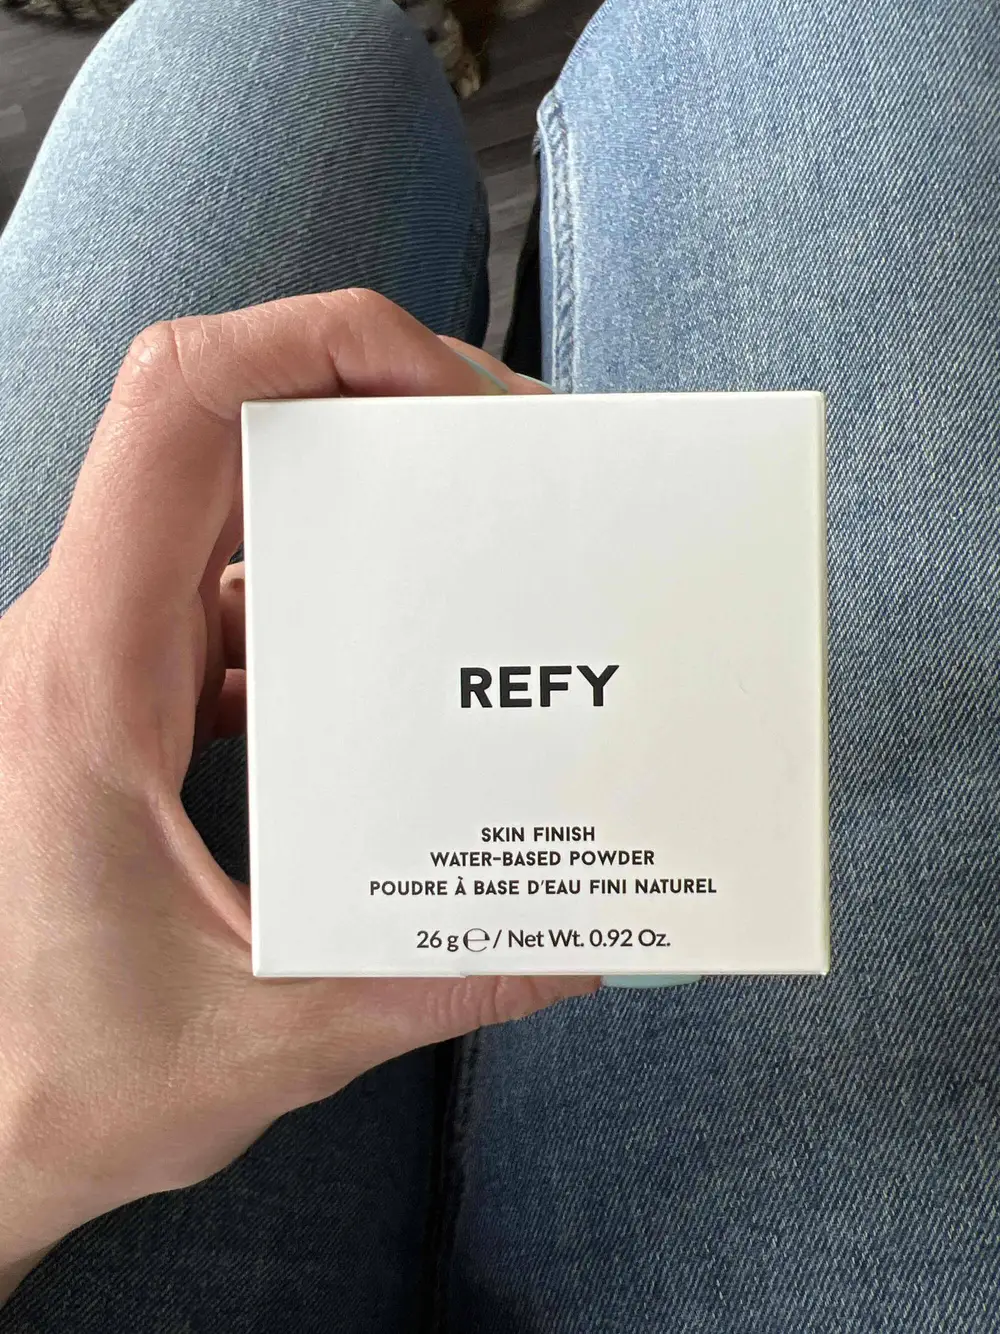 REFY
SKIN FINISH
WATER-BASED POWDER
POUDRE À BASE D'EAU FINI NATUREL
26 g ℮ / Net Wt. 0.92 Oz.